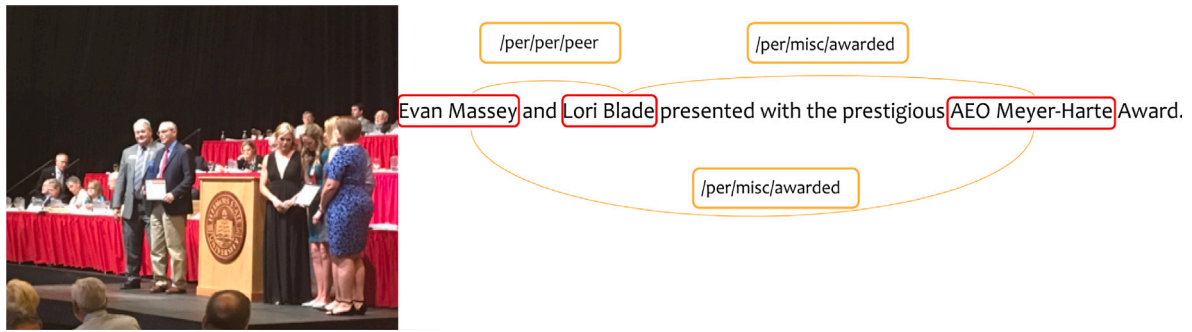 /per/per/peer
/per/misc/awarded
Evan Massey and Lori Blade presented with the prestigious AEO Meyer-Harte Award.
/per/misc/awarded